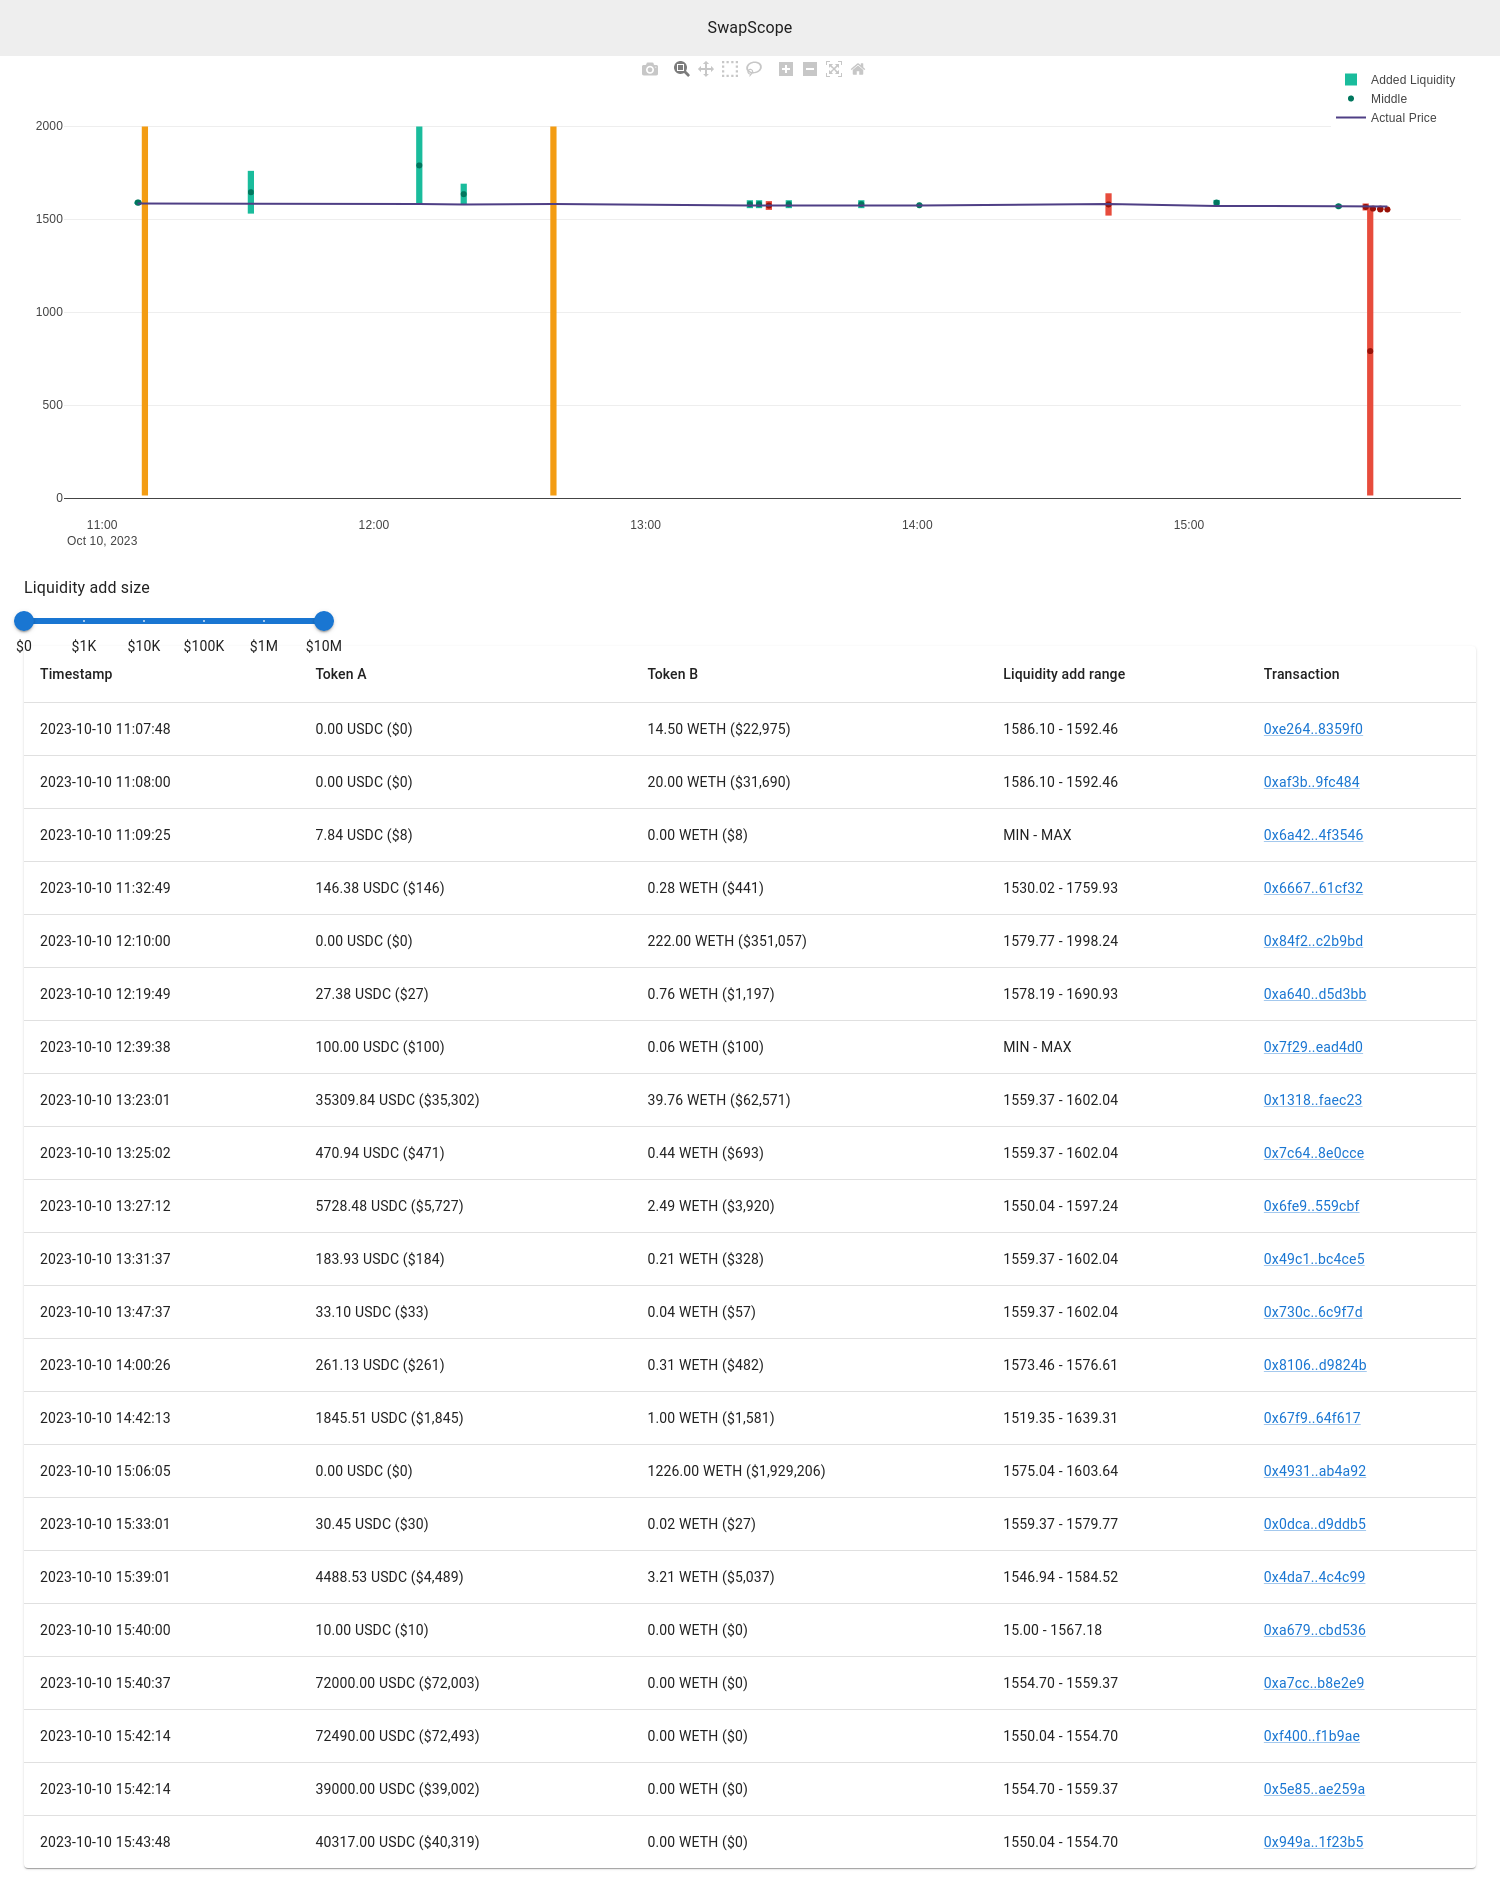 SwapScope
Added Liquidity
Middle
Actual Price
2000
1500
1000
500
0
11:00 12:00 13:00 14:00 15:00
Oct 10, 2023
Liquidity add size
$0 $1K $10K $100K $1M $10M
Timestamp Token A Token B Liquidity add range Transaction
2023-10-10 11:07:48 0.00 USDC ($0) 14.50 WETH ($22,975) 1586.10 - 1592.46 0xe264..8359f0
2023-10-10 11:08:00 0.00 USDC ($0) 20.00 WETH ($31,690) 1586.10 - 1592.46 0xaf3b..9fc484
2023-10-10 11:09:25 7.84 USDC ($8) 0.00 WETH ($8) MIN - MAX 0x6a42..4f3546
2023-10-10 11:32:49 146.38 USDC ($146) 0.28 WETH ($441) 1530.02 - 1759.93 0x6667..61cf32
2023-10-10 12:10:00 0.00 USDC ($0) 222.00 WETH ($351,057) 1579.77 - 1998.24 0x84f2..c2b9bd
2023-10-10 12:19:49 27.38 USDC ($27) 0.76 WETH ($1,197) 1578.19 - 1690.93 0xa640..d5d3bb
2023-10-10 12:39:38 100.00 USDC ($100) 0.06 WETH ($100) MIN - MAX 0x7f29..ead4d0
2023-10-10 13:23:01 35309.84 USDC ($35,302) 39.76 WETH ($62,571) 1559.37 - 1602.04 0x1318..faec23
2023-10-10 13:25:02 470.94 USDC ($471) 0.44 WETH ($693) 1559.37 - 1602.04 0x7c64..8e0cce
2023-10-10 13:27:12 5728.48 USDC ($5,727) 2.49 WETH ($3,920) 1550.04 - 1597.24 0x6fe9..559cbf
2023-10-10 13:31:37 183.93 USDC ($184) 0.21 WETH ($328) 1559.37 - 1602.04 0x49c1..bc4ce5
2023-10-10 13:47:37 33.10 USDC ($33) 0.04 WETH ($57) 1559.37 - 1602.04 0x730c..6c9f7d
2023-10-10 14:00:26 261.13 USDC ($261) 0.31 WETH ($482) 1573.46 - 1576.61 0x8106..d9824b
2023-10-10 14:42:13 1845.51 USDC ($1,845) 1.00 WETH ($1,581) 1519.35 - 1639.31 0x67f9..64f617
2023-10-10 15:06:05 0.00 USDC ($0) 1226.00 WETH ($1,929,206) 1575.04 - 1603.64 0x4931..ab4a92
2023-10-10 15:33:01 30.45 USDC ($30) 0.02 WETH ($27) 1559.37 - 1579.77 0x0dca..d9ddb5
2023-10-10 15:39:01 4488.53 USDC ($4,489) 3.21 WETH ($5,037) 1546.94 - 1584.52 0x4da7..4c4c99
2023-10-10 15:40:00 10.00 USDC ($10) 0.00 WETH ($0) 15.00 - 1567.18 0xa679..cbd536
2023-10-10 15:40:37 72000.00 USDC ($72,003) 0.00 WETH ($0) 1554.70 - 1559.37 0xa7cc..b8e2e9
2023-10-10 15:42:14 72490.00 USDC ($72,493) 0.00 WETH ($0) 1550.04 - 1554.70 0xf400..f1b9ae
2023-10-10 15:42:14 39000.00 USDC ($39,002) 0.00 WETH ($0) 1554.70 - 1559.37 0x5e85..ae259a
2023-10-10 15:43:48 40317.00 USDC ($40,319) 0.00 WETH ($0) 1550.04 - 1554.70 0x949a..1f23b5